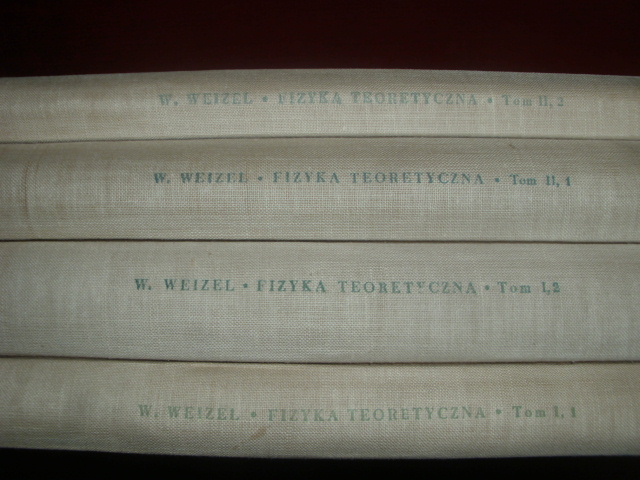 W. WEIZEL • FIZYKA TEORETYCZNA • Tom II, 2
W. WEIZEL • FIZYKA TEORETYCZNA • Tom II, 1
W. WEIZEL • FIZYKA TEORETYCZNA • Tom I, 2
W. WEIZEL • FIZYKA TEORETYCZNA • Tom I, 1